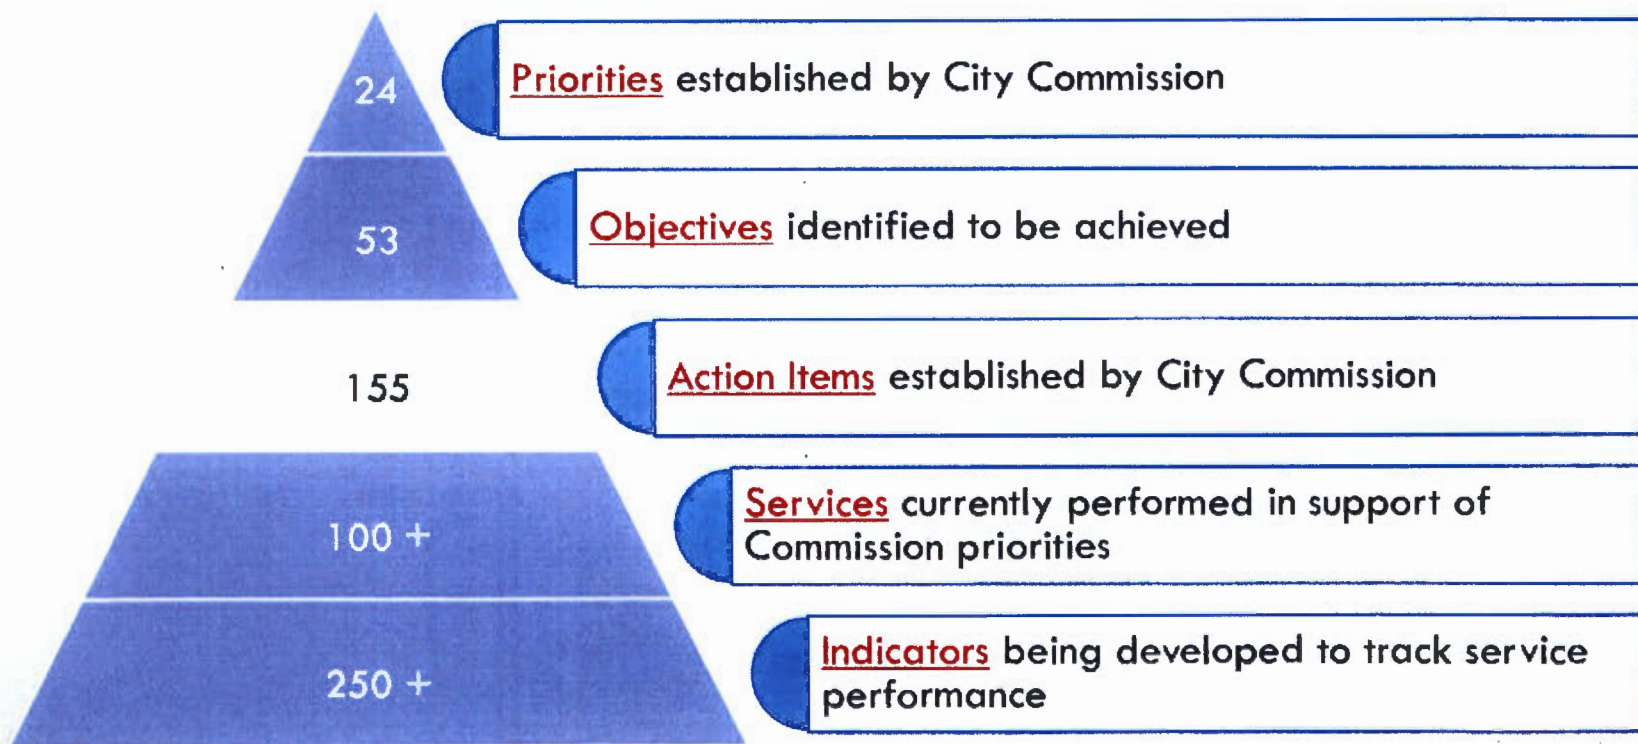 24
Priorities established by City Commission
53
Objectives identified to be achieved
155
Action Items established by City Commission
100 +
Services currently performed in support of
Commission priorities
250 +
Indicators being developed to track service
performance